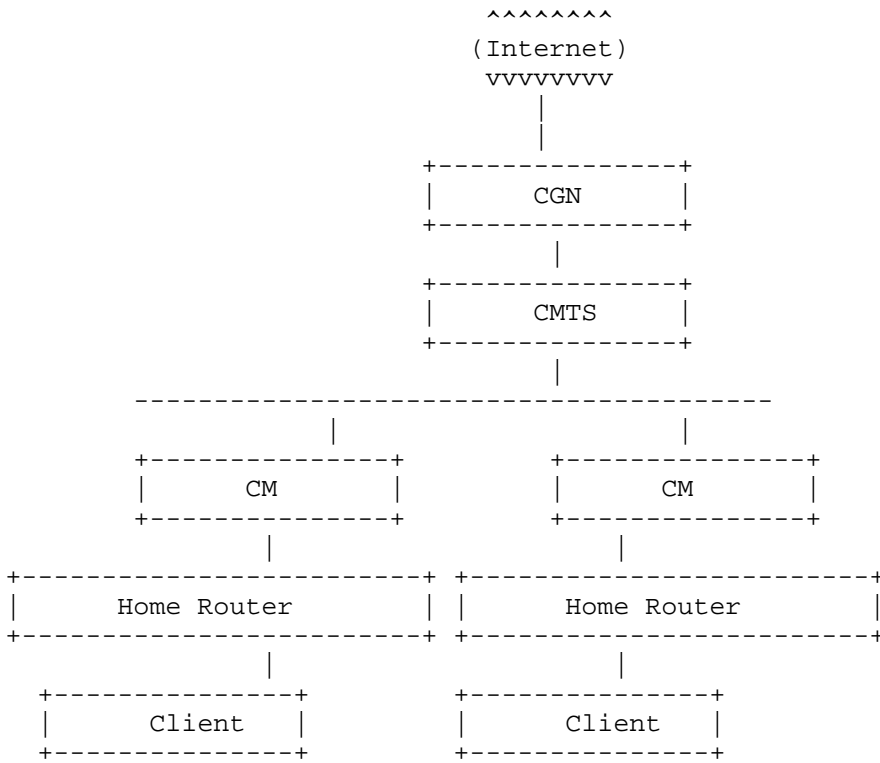 ^^^^^^^^
(Internet)
vvvvvvvv
|
|
+---------------+
| CGN |
+---------------+
|
+---------------+
| CMTS |
+---------------+
|
----------------------------------------
| |
+---------------+ +---------------+
| CM | | CM |
+---------------+ +---------------+
| |
+-------------------------+ +-------------------------+
| Home Router | | Home Router |
+-------------------------+ +-------------------------+
| |
+---------------+ +---------------+
| Client | | Client |
+---------------+ +---------------+